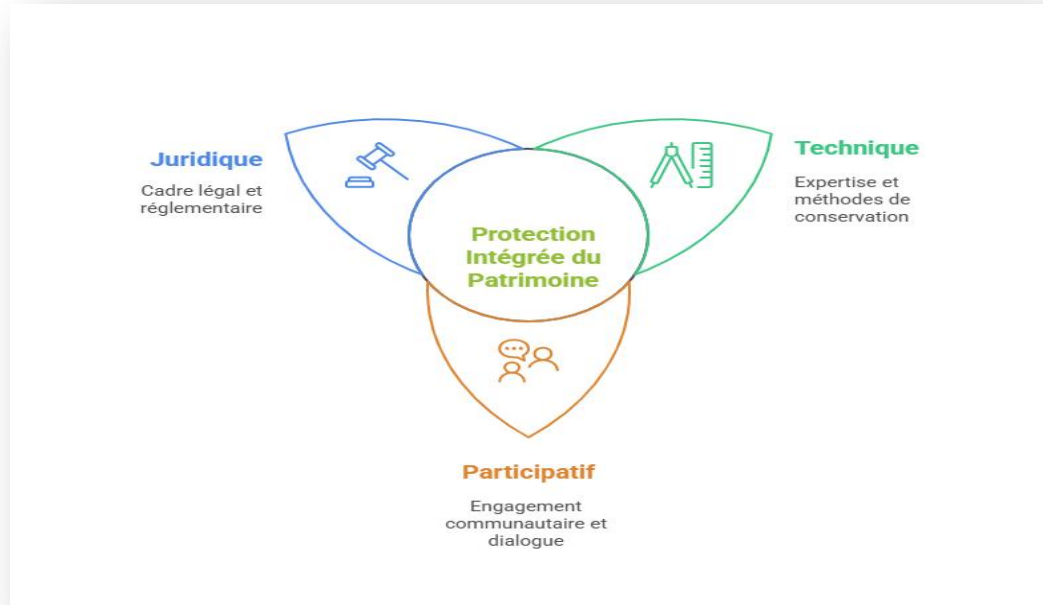 Juridique
Cadre légal et
réglementaire
Technique
Expertise et
méthodes de
conservation
Protection
Intégrée du
Patrimoine
Participatif
Engagement
communautaire et
dialogue